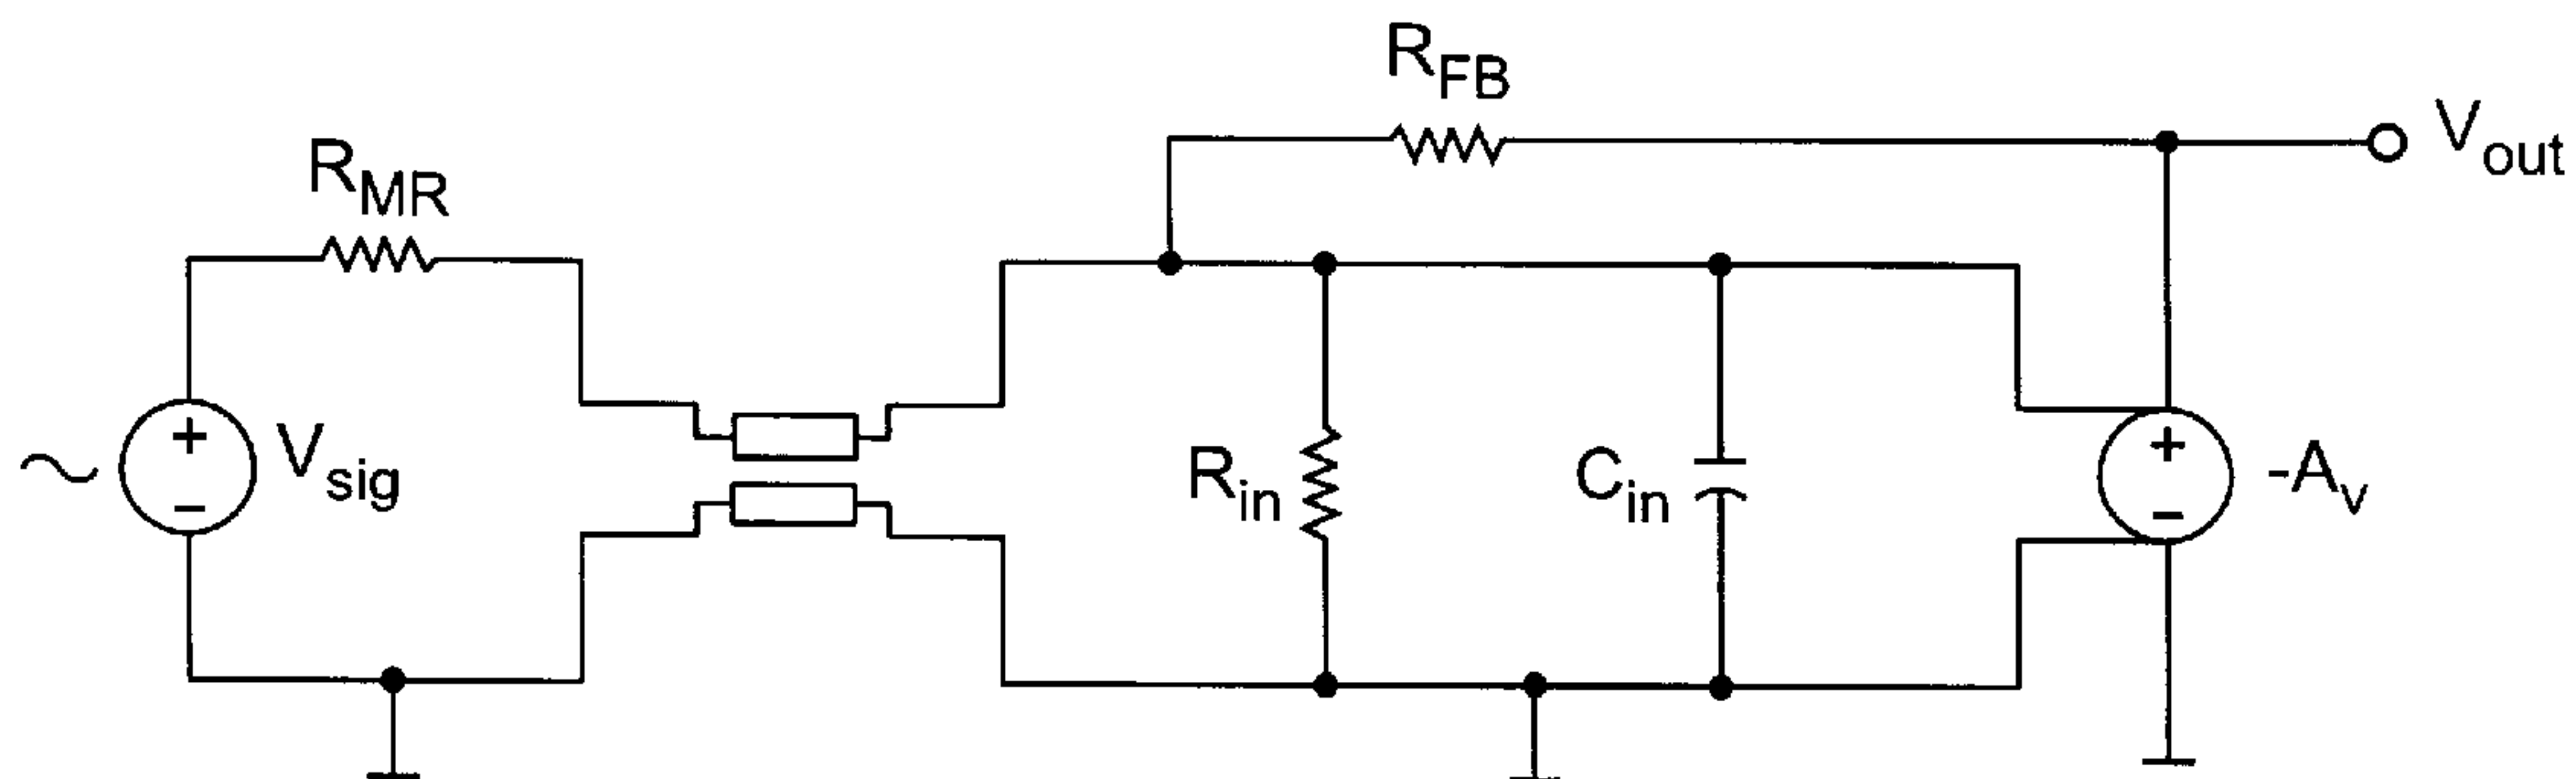 R_FB
V_out
R_MR
V_sig
R_in
C_in
-A_v
+
−
+
−